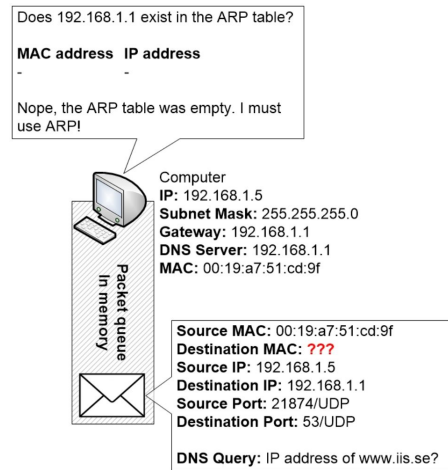 Does 192.168.1.1 exist in the ARP table?
MAC address IP address
- -
Nope, the ARP table was empty. I must
use ARP!
Computer
IP: 192.168.1.5
Subnet Mask: 255.255.255.0
Gateway: 192.168.1.1
DNS Server: 192.168.1.1
MAC: 00:19:a7:51:cd:9f
Packet queue
In memory
Source MAC: 00:19:a7:51:cd:9f
Destination MAC: ???
Source IP: 192.168.1.5
Destination IP: 192.168.1.1
Source Port: 21874/UDP
Destination Port: 53/UDP
DNS Query: IP address of www.iis.se?